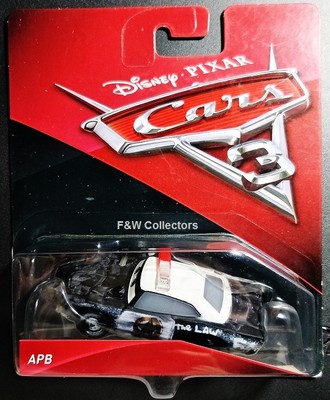 Disney·PIXAR
Cars
3
F&W Collectors
The LAW!
APB